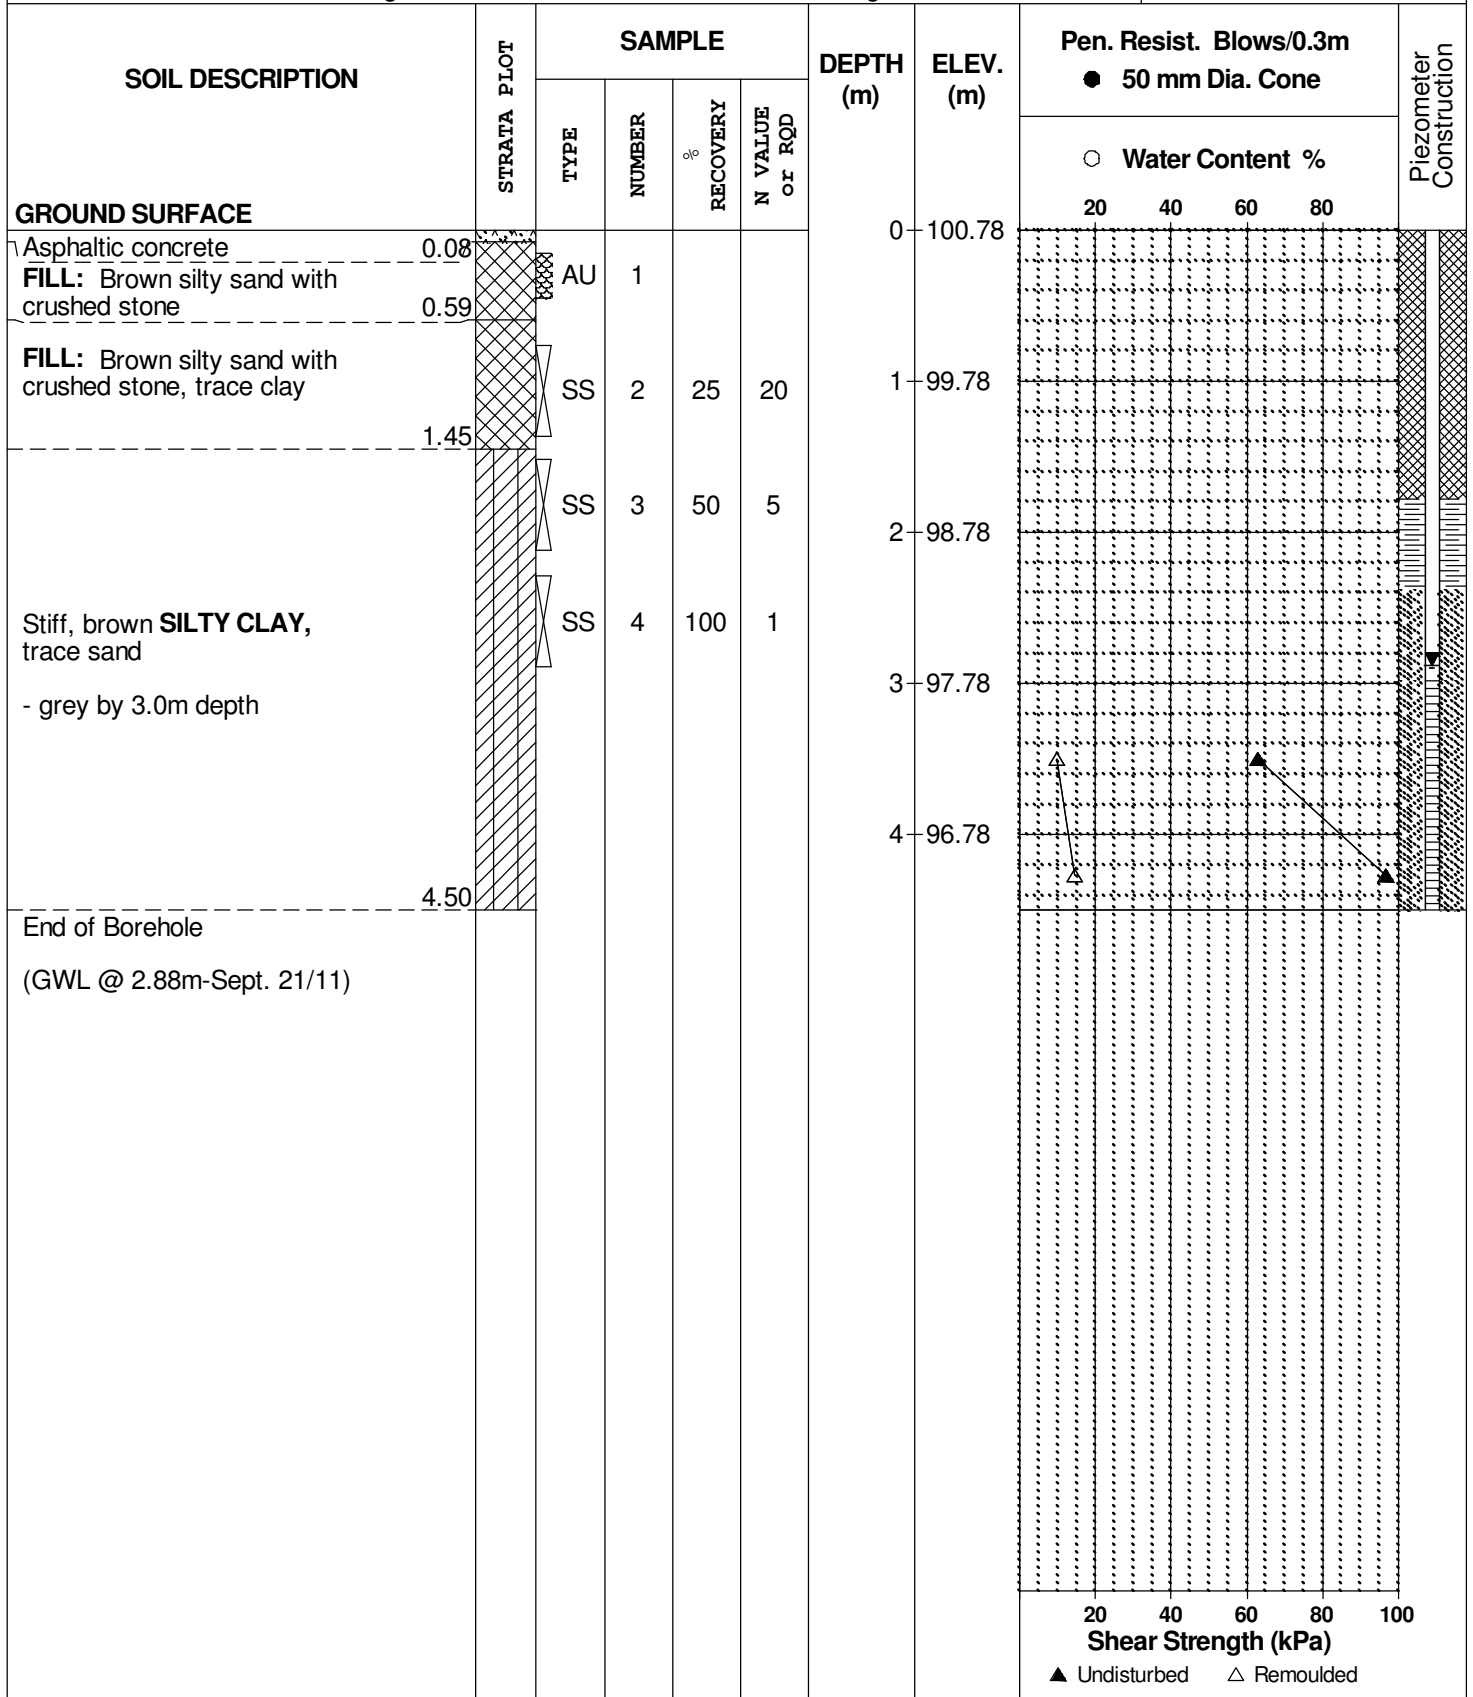 SOIL DESCRIPTION
GROUND SURFACE
STRATA PLOT
SAMPLE
TYPE
NUMBER
% RECOVERY
N VALUE or RQD
DEPTH (m)
ELEV. (m)
Pen. Resist. Blows/0.3m
● 50 mm Dia. Cone
○ Water Content %
20 40 60 80
Piezometer Construction
Asphaltic concrete 0.08
FILL: Brown silty sand with
crushed stone 0.59
FILL: Brown silty sand with
crushed stone, trace clay
1.45
Stiff, brown SILTY CLAY,
trace sand
- grey by 3.0m depth
4.50
End of Borehole
(GWL @ 2.88m-Sept. 21/11)
AU 1
SS 2 25 20
SS 3 50 5
SS 4 100 1
0 100.78
1 99.78
2 98.78
3 97.78
4 96.78
20 40 60 80 100
Shear Strength (kPa)
▲ Undisturbed △ Remoulded